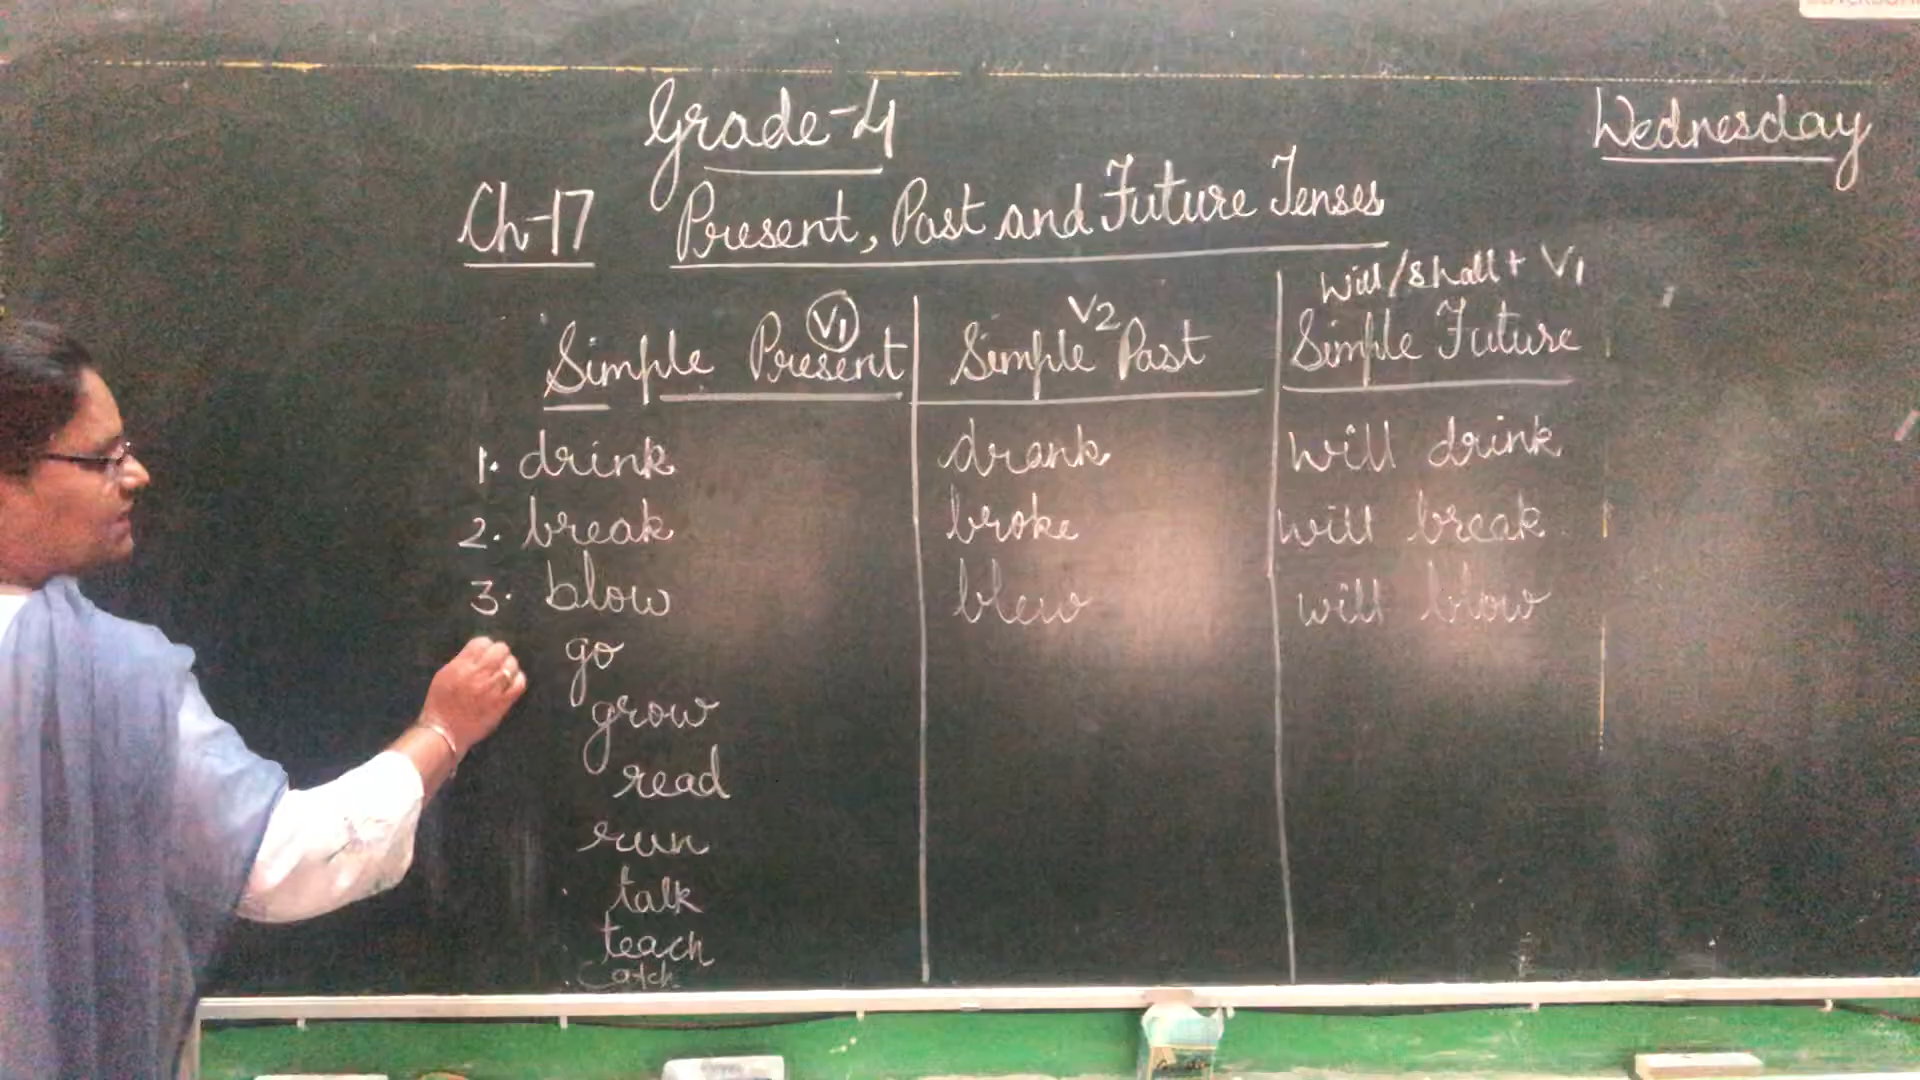 Grade-4
Wednesday
Ch-17 Present, Past and Future Tenses
Will/Shall + V1
Simple Present V1
Simple Past V2
Simple Future
1. drink drank will drink
2. break broke will break
3. blow blew will blow
go
grow
read
run
talk
teach
Catch